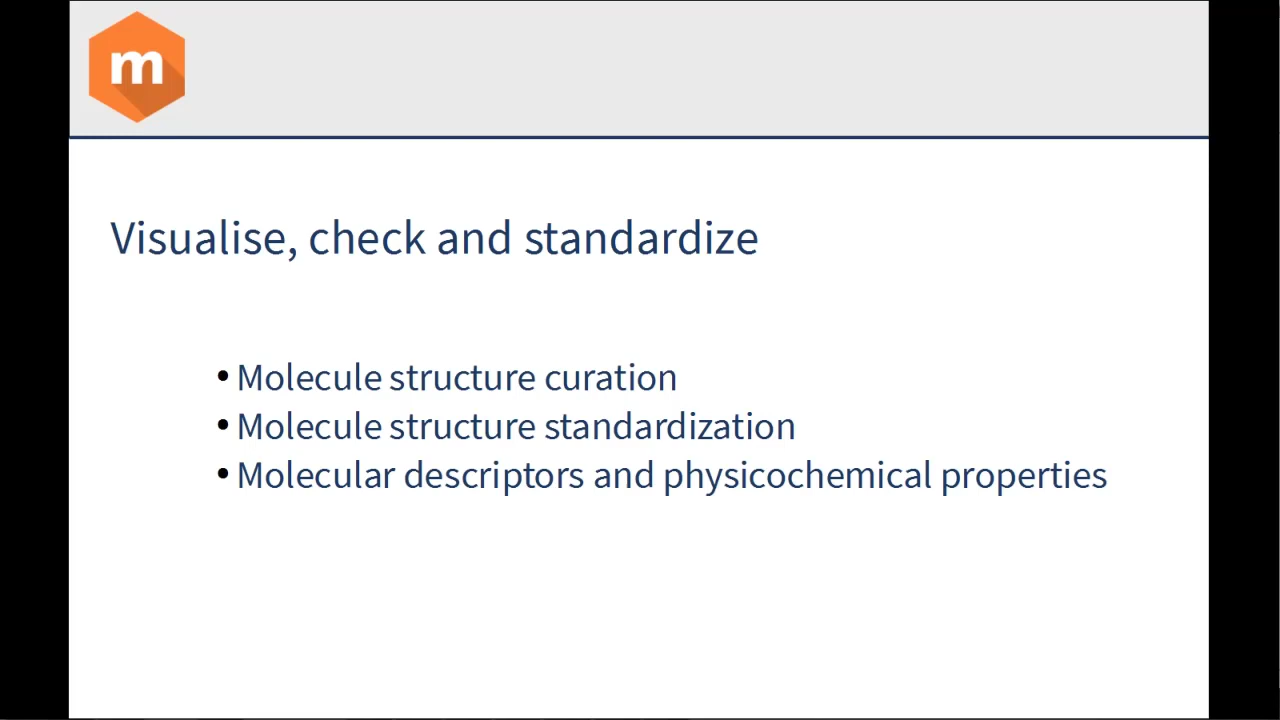 m
Visualise, check and standardize
• Molecule structure curation
• Molecule structure standardization
• Molecular descriptors and physicochemical properties